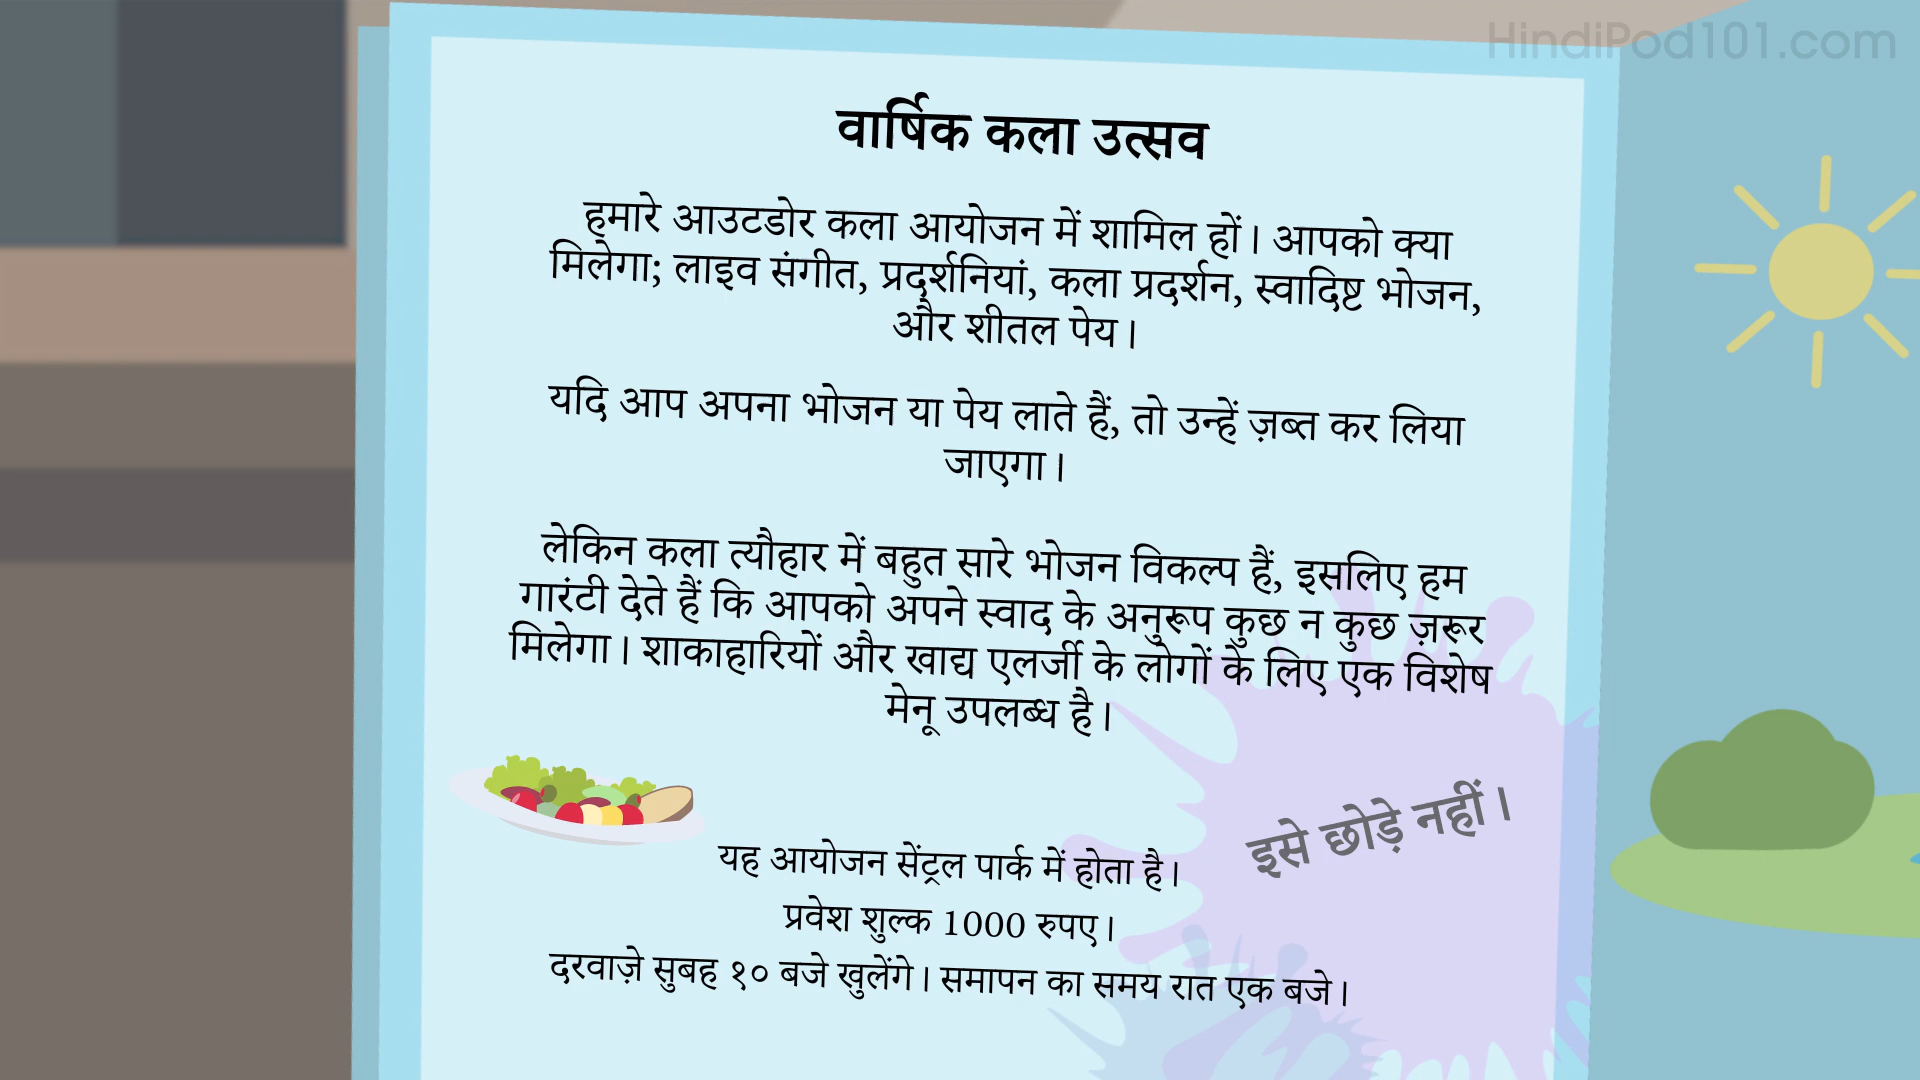 HindiPod101.com
वार्षिक कला उत्सव
हमारे आउटडोर कला आयोजन में शामिल हों। आपको क्या
मिलेगा; लाइव संगीत, प्रदर्शनियां, कला प्रदर्शन, स्वादिष्ट भोजन,
और शीतल पेय।
यदि आप अपना भोजन या पेय लाते हैं, तो उन्हें ज़ब्त कर लिया
जाएगा।
लेकिन कला त्यौहार में बहुत सारे भोजन विकल्प हैं, इसलिए हम
गारंटी देते हैं कि आपको अपने स्वाद के अनुरूप कुछ न कुछ ज़रूर
मिलेगा। शाकाहारियों और खाद्य एलर्जी के लोगों के लिए एक विशेष
मेनू उपलब्ध है।
इसे छोड़े नहीं।
यह आयोजन सेंट्रल पार्क में होता है।
प्रवेश शुल्क 1000 रुपए।
दरवाज़े सुबह १० बजे खुलेंगे। समापन का समय रात एक बजे।